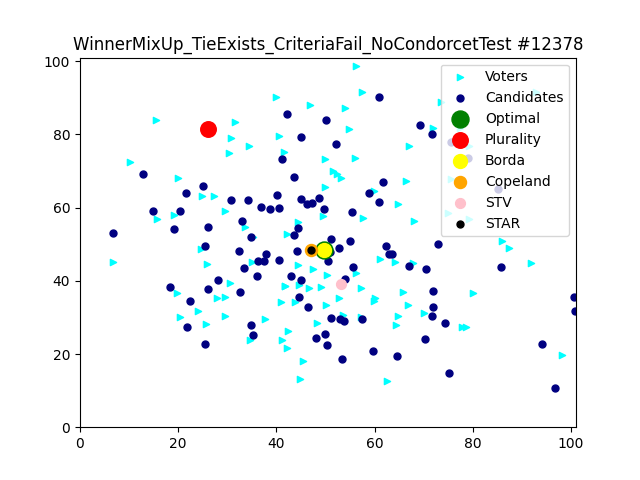 WinnerMixUp_TieExists_CriteriaFail_NoCondorcetTest #12378
100
80
60
40
20
0
0 20 40 60 80 100
Voters
Candidates
Optimal
Plurality
Borda
Copeland
STV
STAR